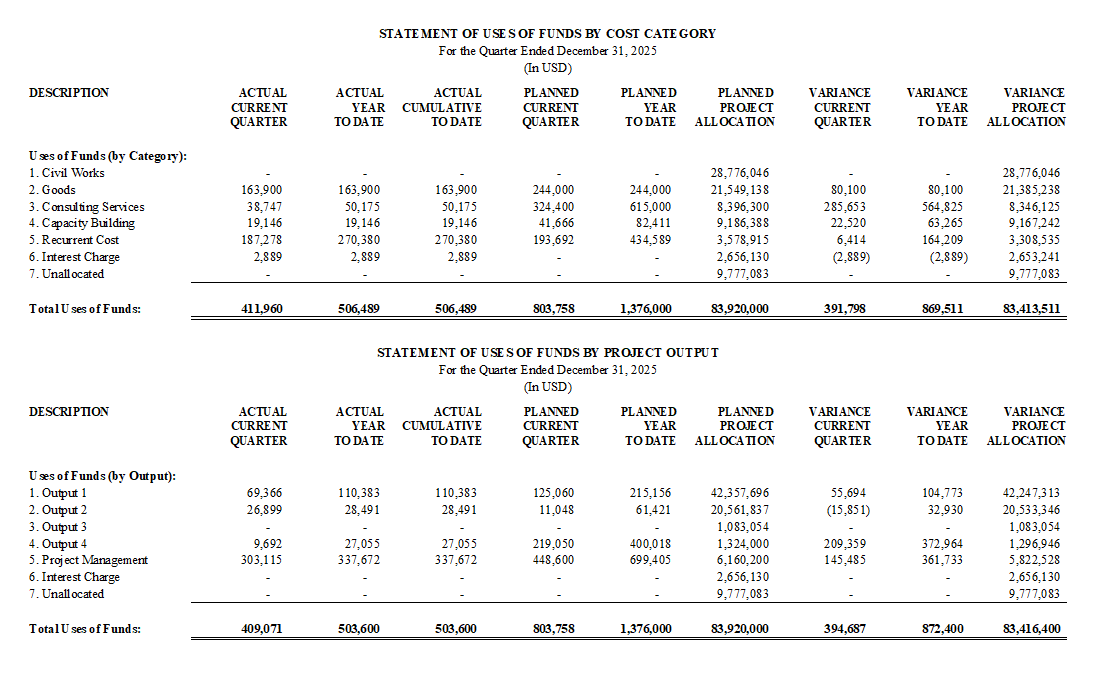 STATEMENT OF USES OF FUNDS BY COST CATEGORY
For the Quarter Ended December 31, 2025
(In USD)
DESCRIPTION ACTUAL ACTUAL ACTUAL PLANNED PLANNED PLANNED VARIANCE VARIANCE VARIANCE
CURRENT YEAR CUMULATIVE CURRENT YEAR PROJECT CURRENT YEAR PROJECT
QUARTER TO DATE TO DATE QUARTER TO DATE ALLOCATION QUARTER TO DATE ALLOCATION
Uses of Funds (by Category):
1. Civil Works - - - - - 28,776,046 - - 28,776,046
2. Goods 163,900 163,900 163,900 244,000 244,000 21,549,138 80,100 80,100 21,385,238
3. Consulting Services 38,747 50,175 50,175 324,400 615,000 8,396,300 285,653 564,825 8,346,125
4. Capacity Building 19,146 19,146 19,146 41,666 82,411 9,186,388 22,520 63,265 9,167,242
5. Recurrent Cost 187,278 270,380 270,380 193,692 434,589 3,578,915 6,414 164,209 3,308,535
6. Interest Charge 2,889 2,889 2,889 - - 2,656,130 (2,889) (2,889) 2,653,241
7. Unallocated - - - - - 9,777,083 - - 9,777,083
Total Uses of Funds: 411,960 506,489 506,489 803,758 1,376,000 83,920,000 391,798 869,511 83,413,511
STATEMENT OF USES OF FUNDS BY PROJECT OUTPUT
For the Quarter Ended December 31, 2025
(In USD)
DESCRIPTION ACTUAL ACTUAL ACTUAL PLANNED PLANNED PLANNED VARIANCE VARIANCE VARIANCE
CURRENT YEAR CUMULATIVE CURRENT YEAR PROJECT CURRENT YEAR PROJECT
QUARTER TO DATE TO DATE QUARTER TO DATE ALLOCATION QUARTER TO DATE ALLOCATION
Uses of Funds (by Output):
1. Output 1 69,366 110,383 110,383 125,060 215,156 42,357,696 55,694 104,773 42,247,313
2. Output 2 26,899 28,491 28,491 11,048 61,421 20,561,837 (15,851) 32,930 20,533,346
3. Output 3 - - - - - 1,083,054 - - 1,083,054
4. Output 4 9,692 27,055 27,055 219,050 400,018 1,324,000 209,359 372,964 1,296,946
5. Project Management 303,115 337,672 337,672 448,600 699,405 6,160,200 145,485 361,733 5,822,528
6. Interest Charge - - - - - 2,656,130 - - 2,656,130
7. Unallocated - - - - - 9,777,083 - - 9,777,083
Total Uses of Funds: 409,071 503,600 503,600 803,758 1,376,000 83,920,000 394,687 872,400 83,416,400